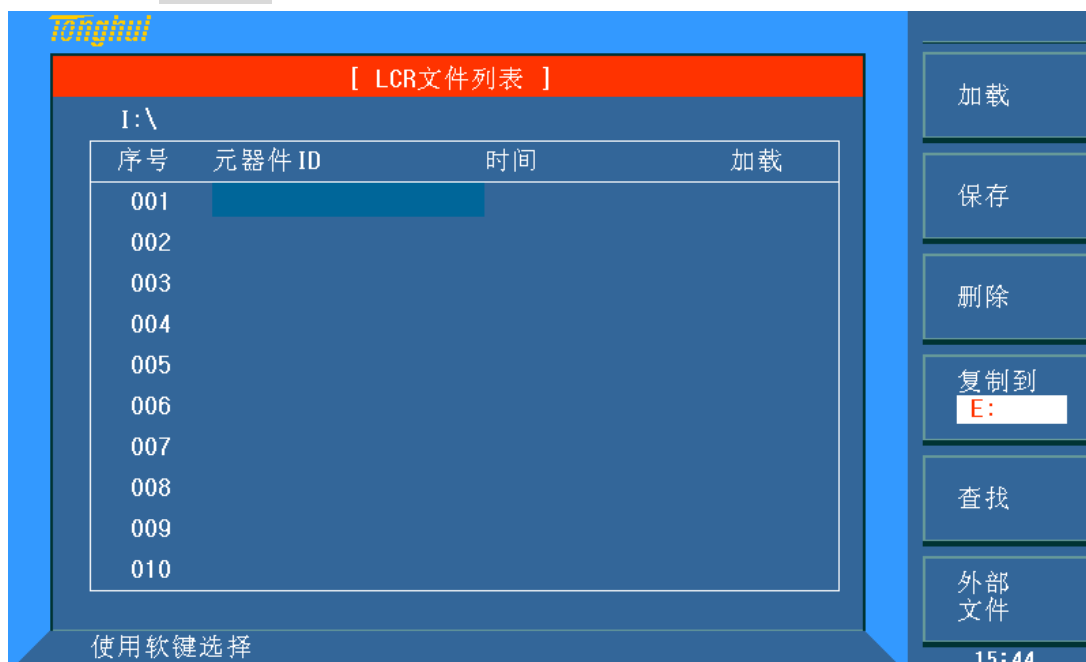 Tonghui
[ LCR文件列表 ]
I:\
序号 元器件ID 时间 加载
001
002
003
004
005
006
007
008
009
010
使用软键选择
加载
保存
删除
复制到
E:
查找
外部
文件
15:44